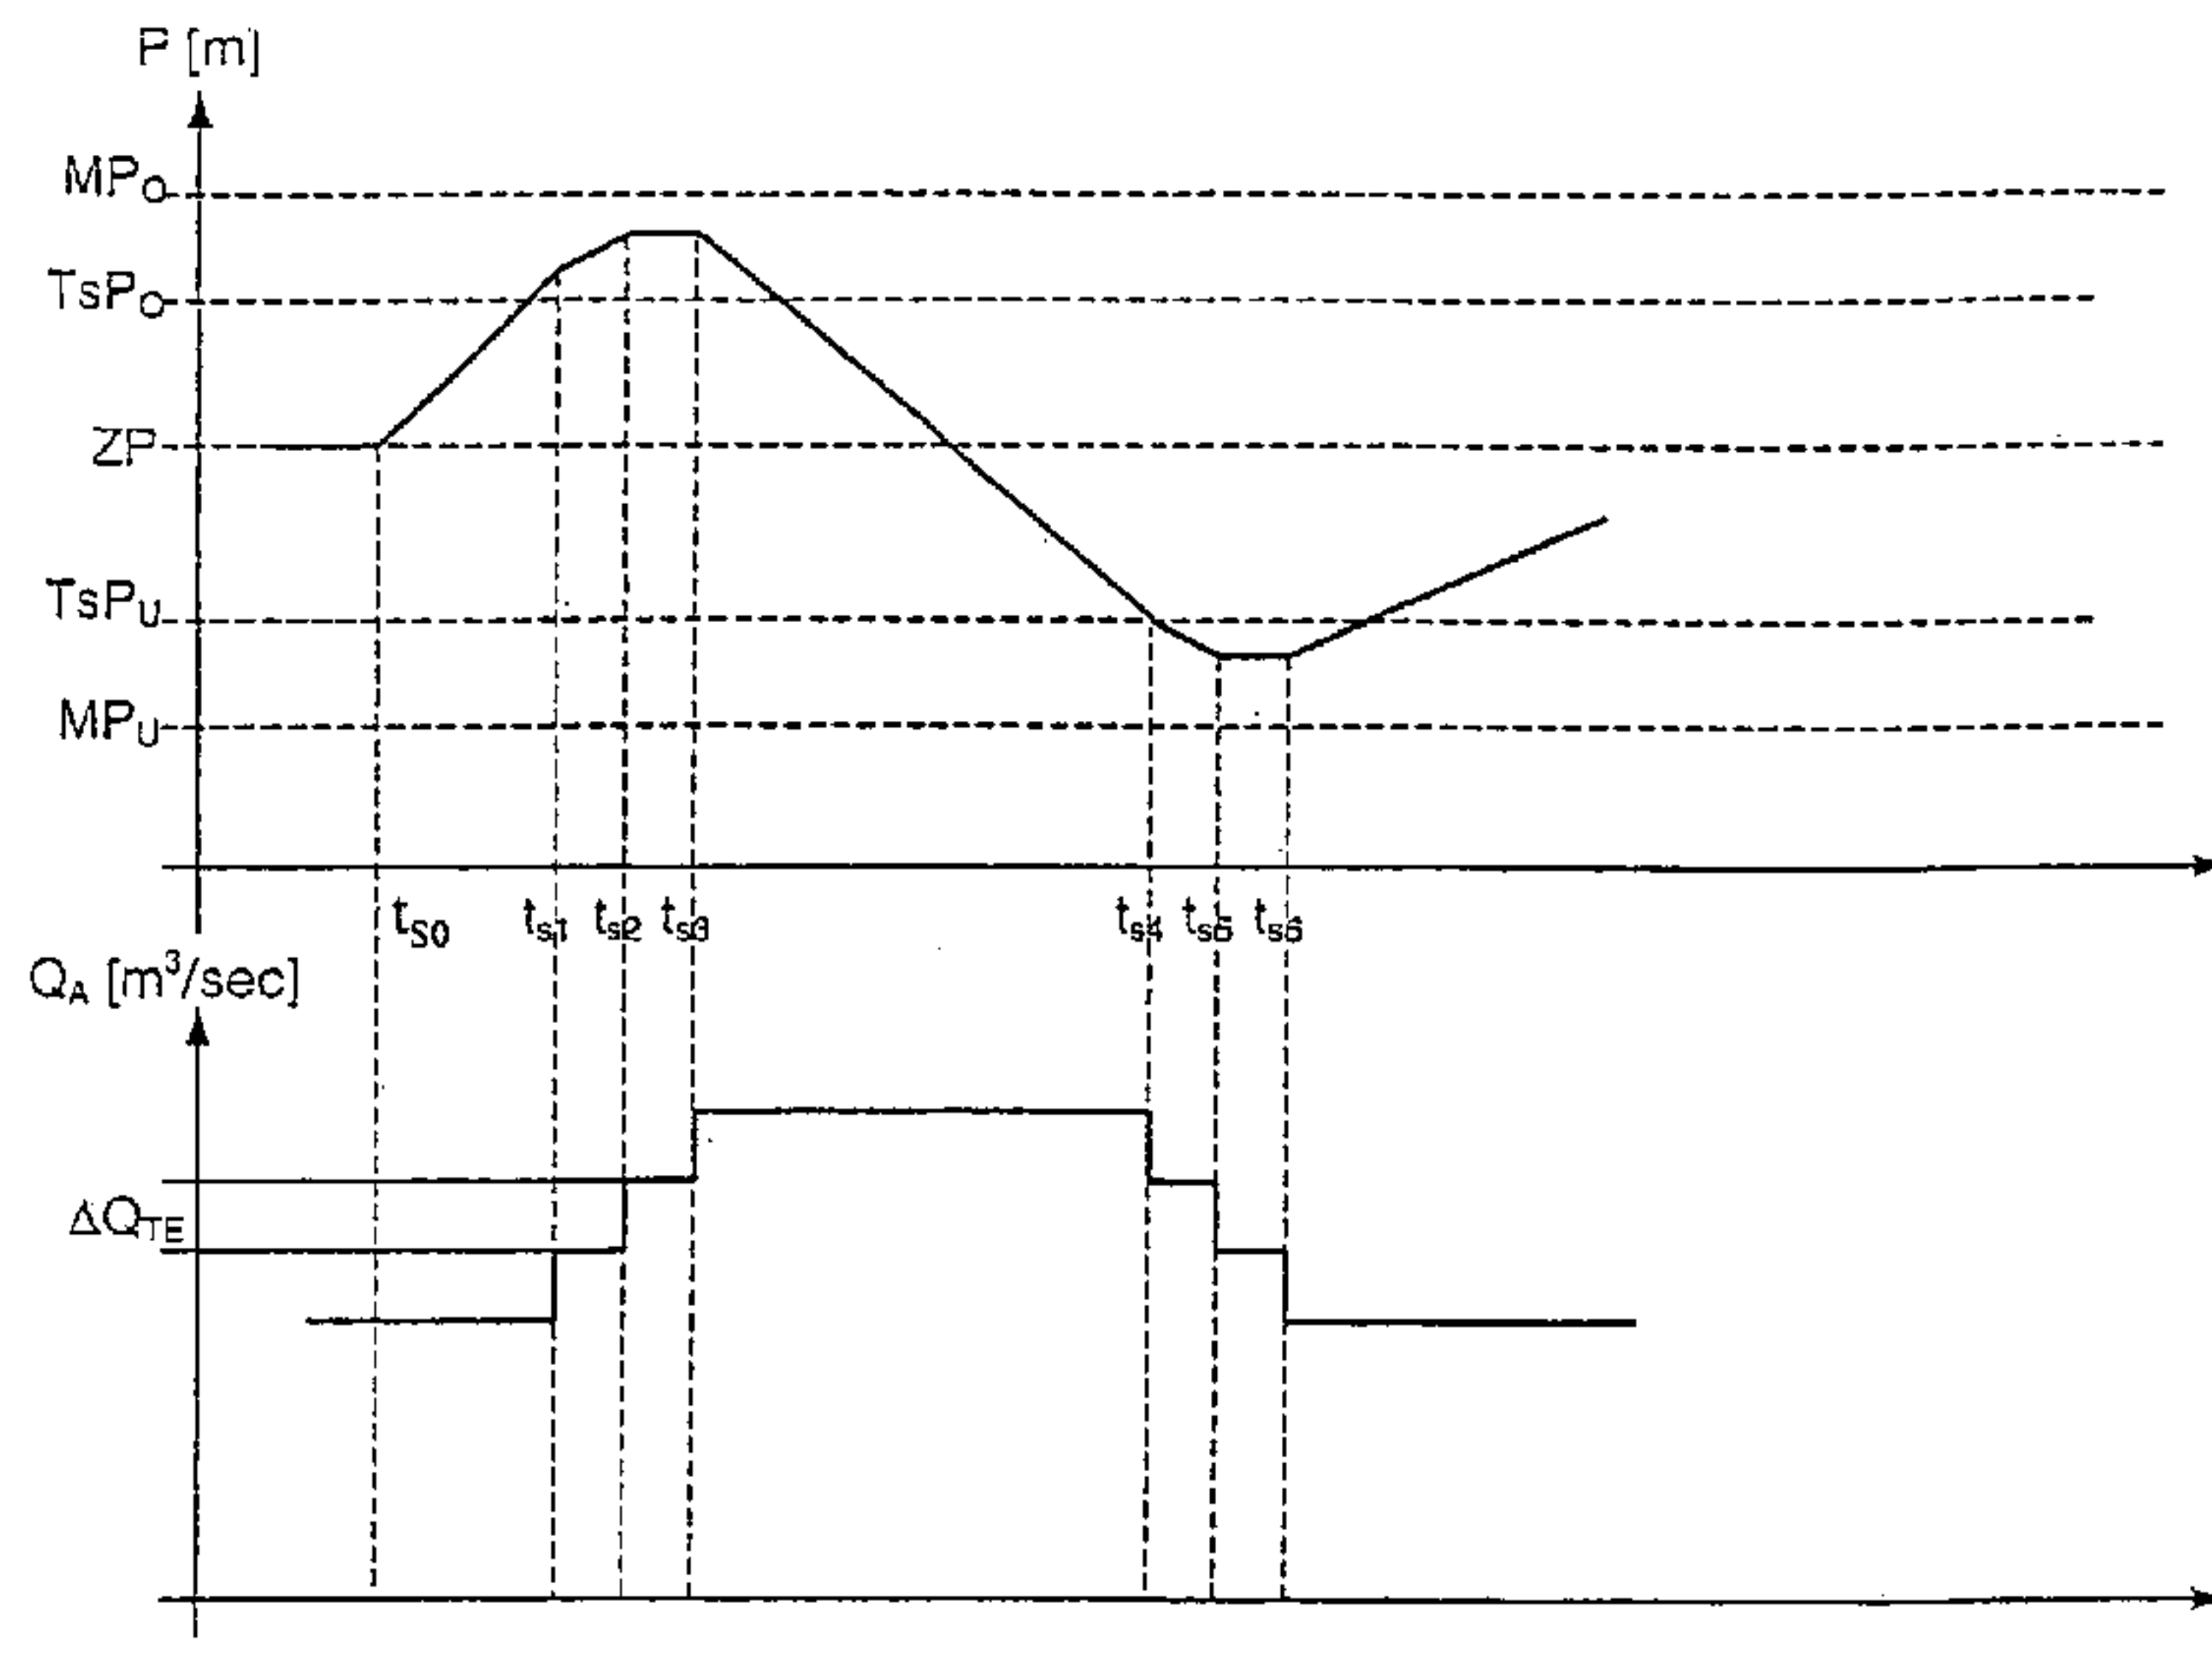 P [m]
MPO
TsPO
ZP
TsPU
MPU
tS0 ts1 ts2 ts3 ts4 ts5 ts6
QA [m³/sec]
ΔQTE